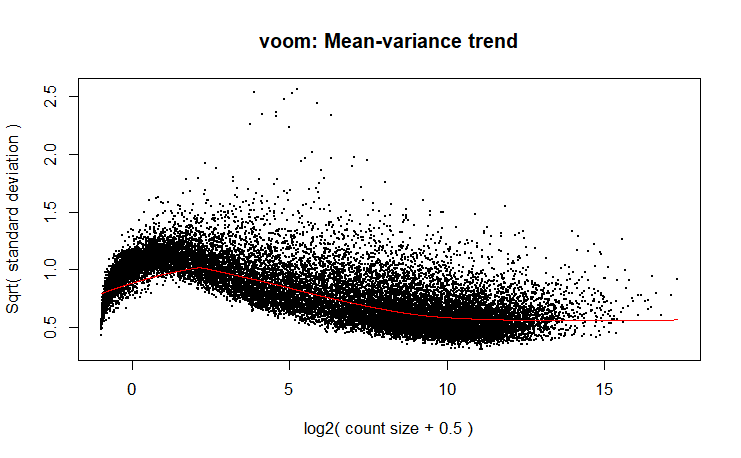 voom: Mean-variance trend
Sqrt( standard deviation )
2.5
2.0
1.5
1.0
0.5
0 5 10 15
log2( count size + 0.5 )